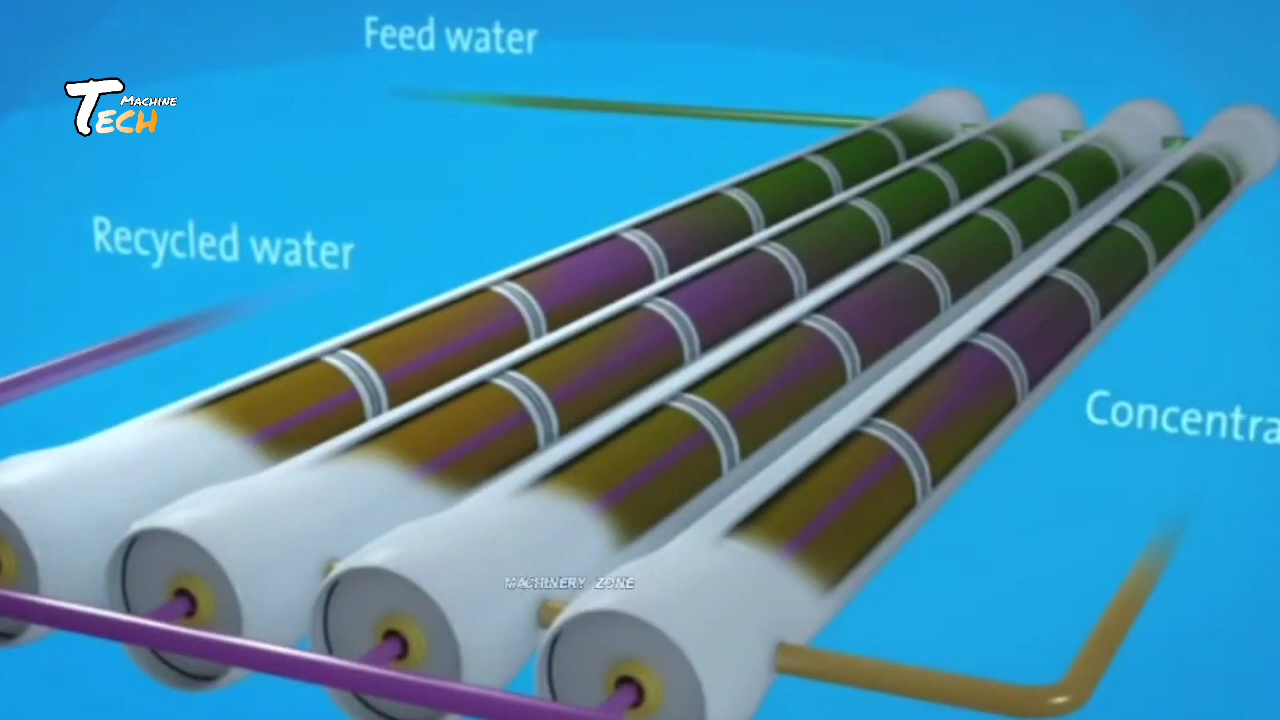 Feed water
MACHINE
TECH
Recycled water
Concentra
MACHINERY ZONE